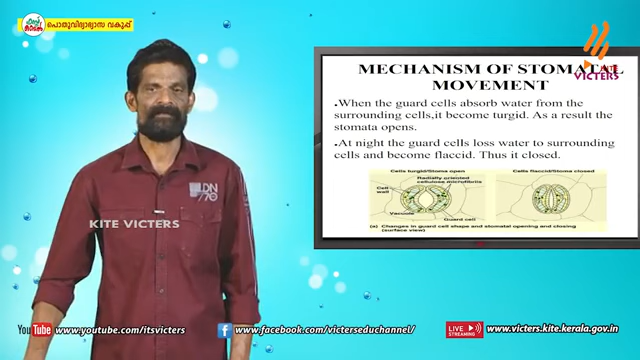 പൊതുവിദ്യാഭ്യാസ വകുപ്പ്
KITE
VICTERS
MECHANISM OF STOMATAL
MOVEMENT
.When the guard cells absorb water from the
surrounding cells,it become turgid. As a result the
stomata opens.
.At night the guard cells loss water to surrounding
cells and become flaccid. Thus it closed.
Cells turgid/Stoma open
Cells flaccid/Stoma closed
Radially oriented
cellulose microfibrils
Cell
wall
Vacuole
Guard cell
(a) Changes in guard cell shape and stomatal opening and closing
(surface view)
LDN
/70
KITE VICTERS
YouTube www.youtube.com/itsvicters
www.facebook.com/victerseduchannel/
LIVE
STREAMING
www.victers.kite.kerala.gov.in